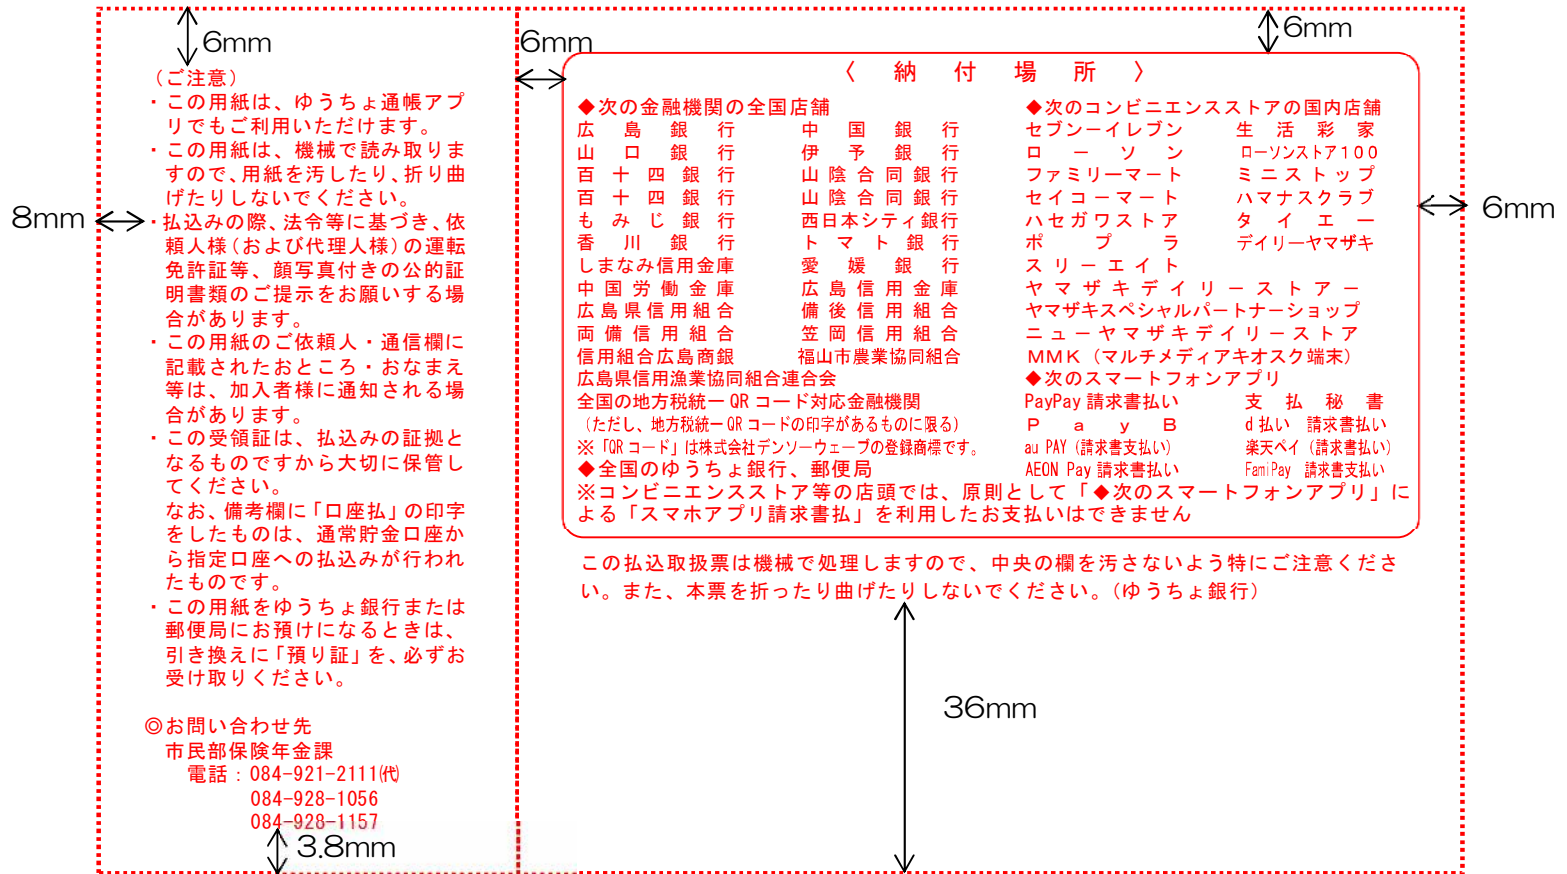 6mm
(ご注意)
・この用紙は、ゆうちょ通帳アプ
リでもご利用いただけます。
・この用紙は、機械で読み取りま
すので、用紙を汚したり、折り曲
げたりしないでください。
8mm
・払込みの際、法令等に基づき、依
頼人様(および代理人様)の運転
免許証等、顔写真付きの公的証
明書類のご提示をお願いする場
合があります。
・この用紙のご依頼人・通信欄に
記載されたおところ・おなまえ
等は、加入者様に通知される場
合があります。
・この受領証は、払込みの証拠と
なるものですから大切に保管し
てください。
なお、備考欄に「口座払」の印字
をしたものは、通常貯金口座か
ら指定口座への払込みが行われ
たものです。
・この用紙をゆうちょ銀行または
郵便局にお預けになるときは、
引き換えに「預り証」を、必ずお
受け取りください。
◎お問い合わせ先
市民部保険年金課
電話:084-921-2111㈹
084-928-1056
084-928-1157
3.8mm
6mm
6mm
〈 納 付 場 所 〉
◆次の金融機関の全国店舗
広島銀行 中国銀行
山口銀行 伊予銀行
百十四銀行 山陰合同銀行
百十四銀行 山陰合同銀行
もみじ銀行 西日本シティ銀行
香川銀行 トマト銀行
しまなみ信用金庫 愛媛銀行
中国労働金庫 広島信用金庫
広島県信用組合 備後信用組合
両備信用組合 笠岡信用組合
信用組合広島商銀 福山市農業協同組合
広島県信用漁業協同組合連合会
全国の地方税統一QRコード対応金融機関
(ただし、地方税統一QRコードの印字があるものに限る)
※「QRコード」は株式会社デンソーウェーブの登録商標です。
◆全国のゆうちょ銀行、郵便局
◆次のコンビニエンスストアの国内店舗
セブン-イレブン 生活彩家
ローソン ローソンストア100
ファミリーマート ミニストップ
セイコーマート ハマナスクラブ
ハセガワストア タイエー
ポプラ デイリーヤマザキ
スリーエイト
ヤマザキデイリーストアー
ヤマザキスペシャルパートナーショップ
ニューヤマザキデイリーストア
MMK(マルチメディアキオスク端末)
◆次のスマートフォンアプリ
PayPay請求書払い 支払秘書
PayB d払い 請求書払い
au PAY(請求書支払い) 楽天ペイ(請求書払い)
AEON Pay請求書払い FamiPay 請求書支払い
※コンビニエンスストア等の店頭では、原則として「◆次のスマートフォンアプリ」に
よる「スマホアプリ請求書払」を利用したお支払いはできません
6mm
この払込取扱票は機械で処理しますので、中央の欄を汚さないよう特にご注意くださ
い。また、本票を折ったり曲げたりしないでください。(ゆうちょ銀行)
36mm